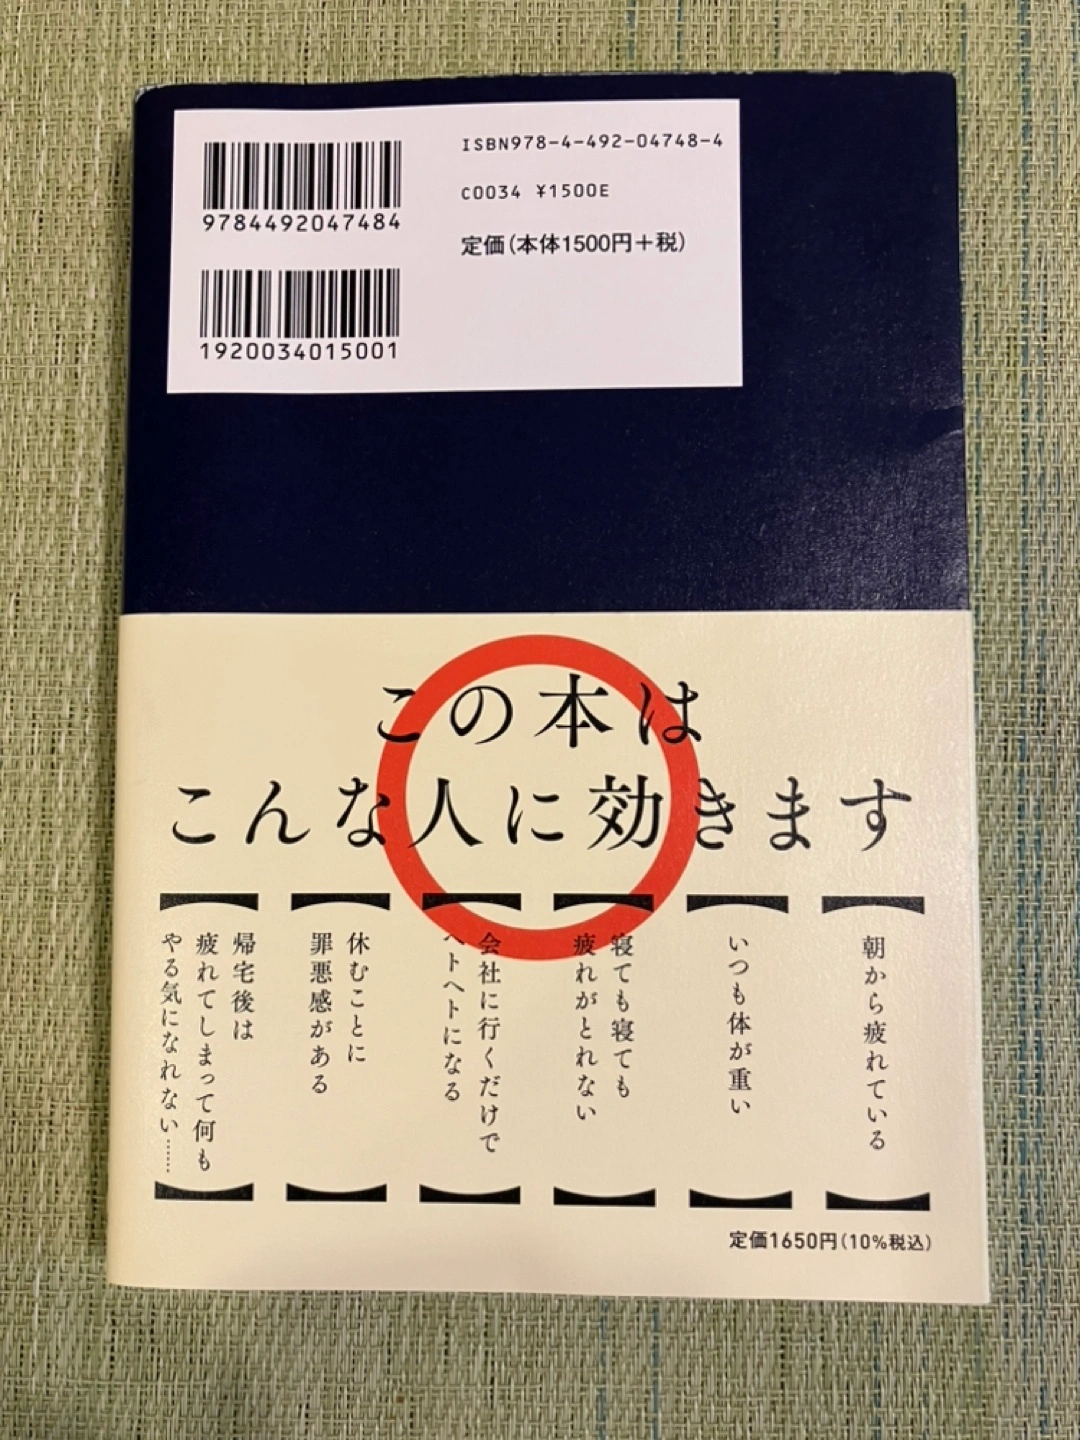 ISBN978-4-492-04748-4
9784492047484
C0034 ¥1500E
定価(本体1500円+税)
1920034015001
この本は
こんな人に効きます
【朝から疲れている】
【いつも体が重い】
【寝ても寝ても
疲れがとれない】
【会社に行くだけで
ヘトヘトになる】
【休むことに
罪悪感がある】
【帰宅後は
疲れてしまって何も
やる気になれない……】
定価1650円(10%税込)